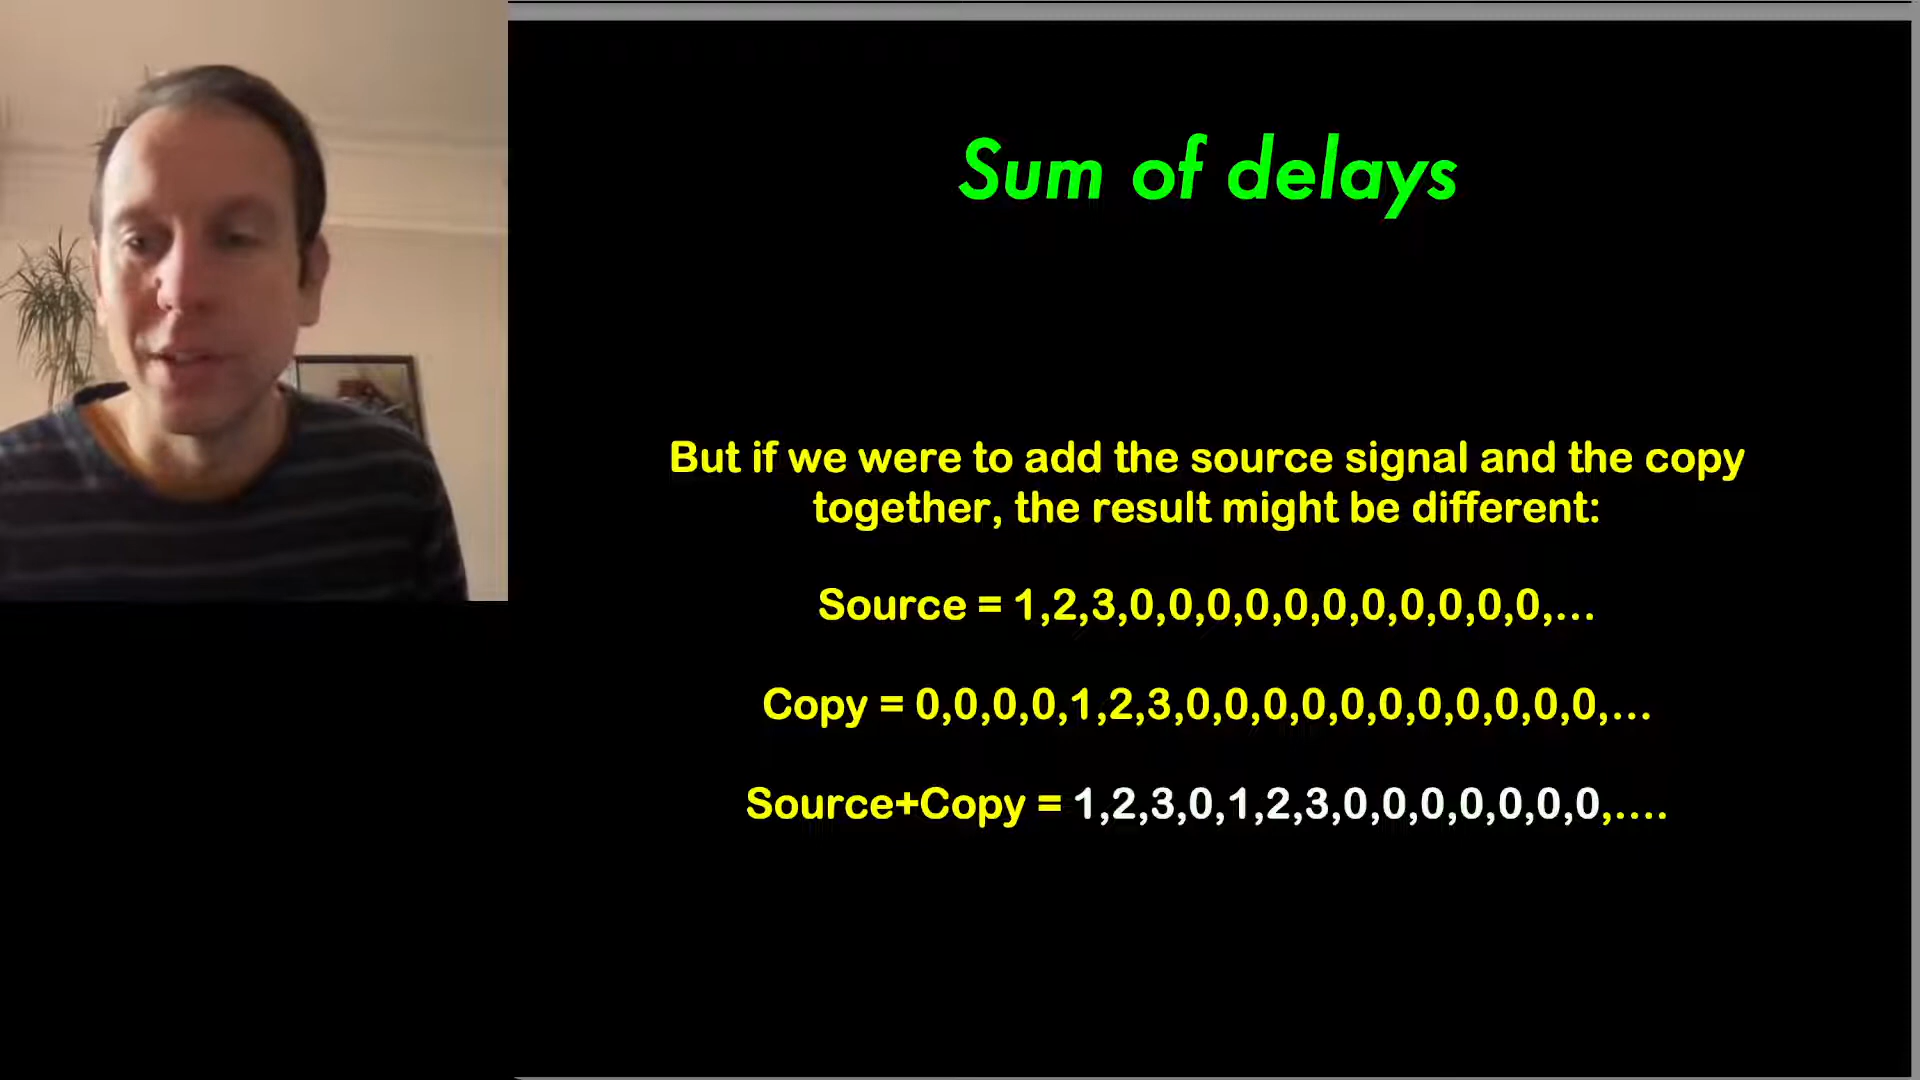 Sum of delays
But if we were to add the source signal and the copy
together, the result might be different:
Source = 1,2,3,0,0,0,0,0,0,0,0,0,0,0,...
Copy = 0,0,0,0,1,2,3,0,0,0,0,0,0,0,0,0,0,0,...
Source+Copy = 1,2,3,0,1,2,3,0,0,0,0,0,0,0,....